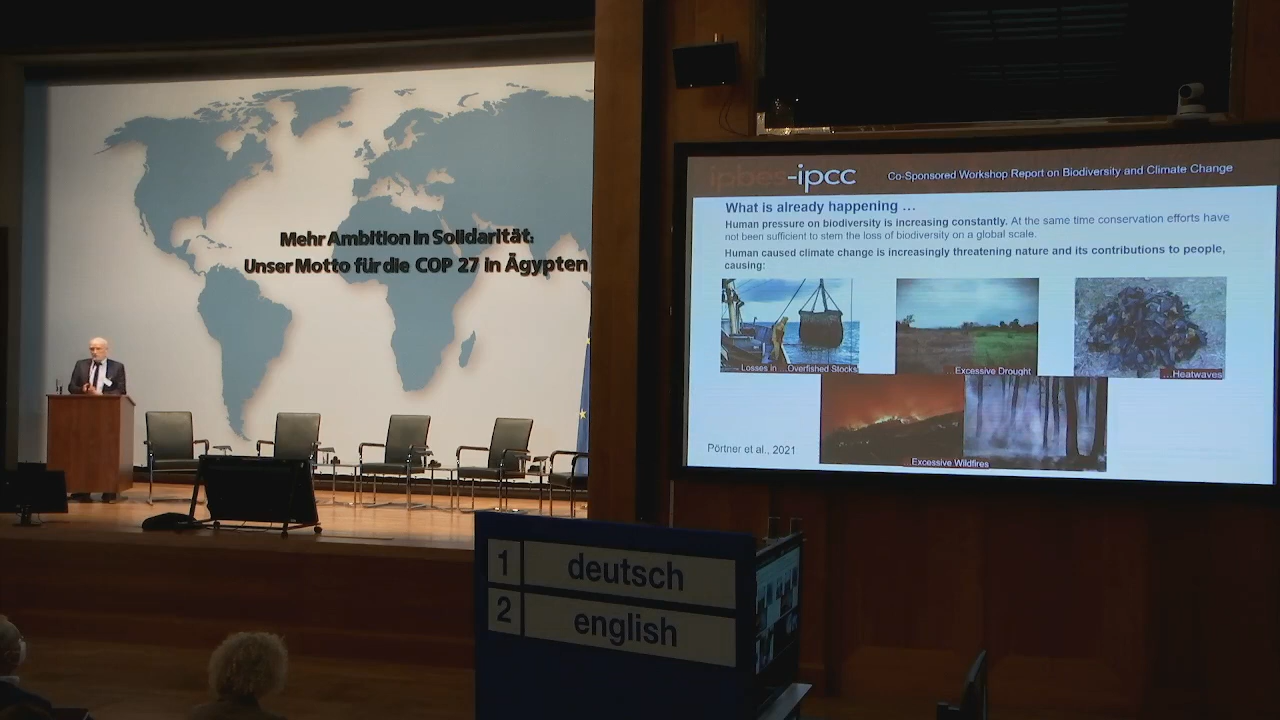 Mehr Ambition in Solidarität:
Unser Motto für die COP 27 in Ägypten
ipbes-ipcc
Co-Sponsored Workshop Report on Biodiversity and Climate Change
What is already happening …
Human pressure on biodiversity is increasing constantly. At the same time conservation efforts have
not been sufficient to stem the loss of biodiversity on a global scale.
Human caused climate change is increasingly threatening nature and its contributions to people,
causing:
Losses in …Overfished Stocks
…Excessive Drought
…Heatwaves
Excessive Wildfires
Pörtner et al., 2021
1 deutsch
2 english